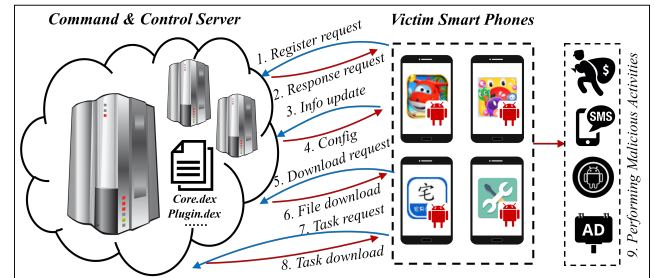 Command & Control Server
Victim Smart Phones
1. Register request
2. Response request
3. Info update
4. Config
5. Download request
6. File download
7. Task request
8. Task download
Core.dex
Plugin.dex
......
宅
$
SMS
AD
9. Performing Malicious Activities